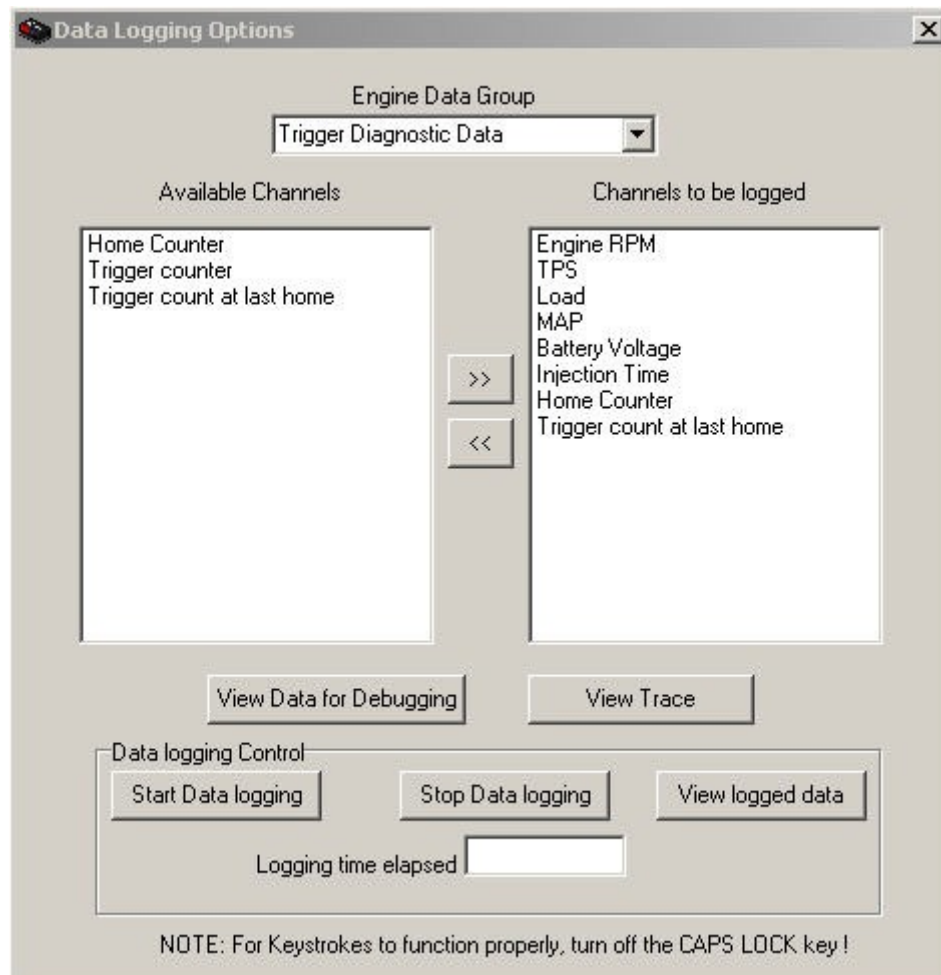 Data Logging Options
Engine Data Group
Trigger Diagnostic Data
Available Channels
Channels to be logged
Home Counter
Trigger counter
Trigger count at last home
Engine RPM
TPS
Load
MAP
Battery Voltage
Injection Time
Home Counter
Trigger count at last home
>>
<<
View Data for Debugging
View Trace
Data logging Control
Start Data logging
Stop Data logging
View logged data
Logging time elapsed
NOTE: For Keystrokes to function properly, turn off the CAPS LOCK key !